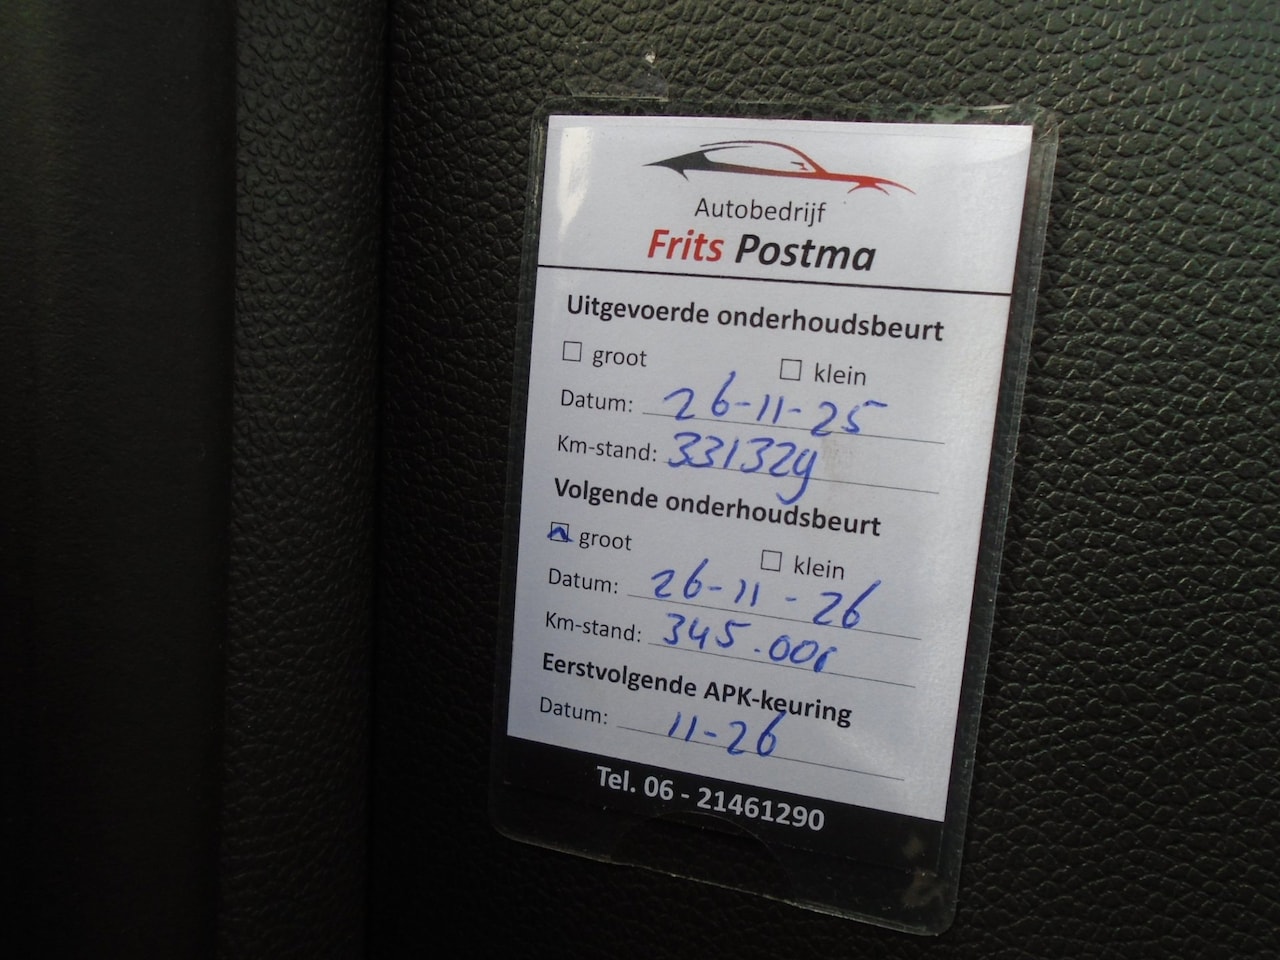 Autobedrijf
Frits Postma
Uitgevoerde onderhoudsbeurt
☐ groot ☐ klein
Datum: 26-11-25
Km-stand: 331329
Volgende onderhoudsbeurt
☑ groot ☐ klein
Datum: 26-11-26
Km-stand: 345.000
Eerstvolgende APK-keuring
Datum: 11-26
Tel. 06 - 21461290